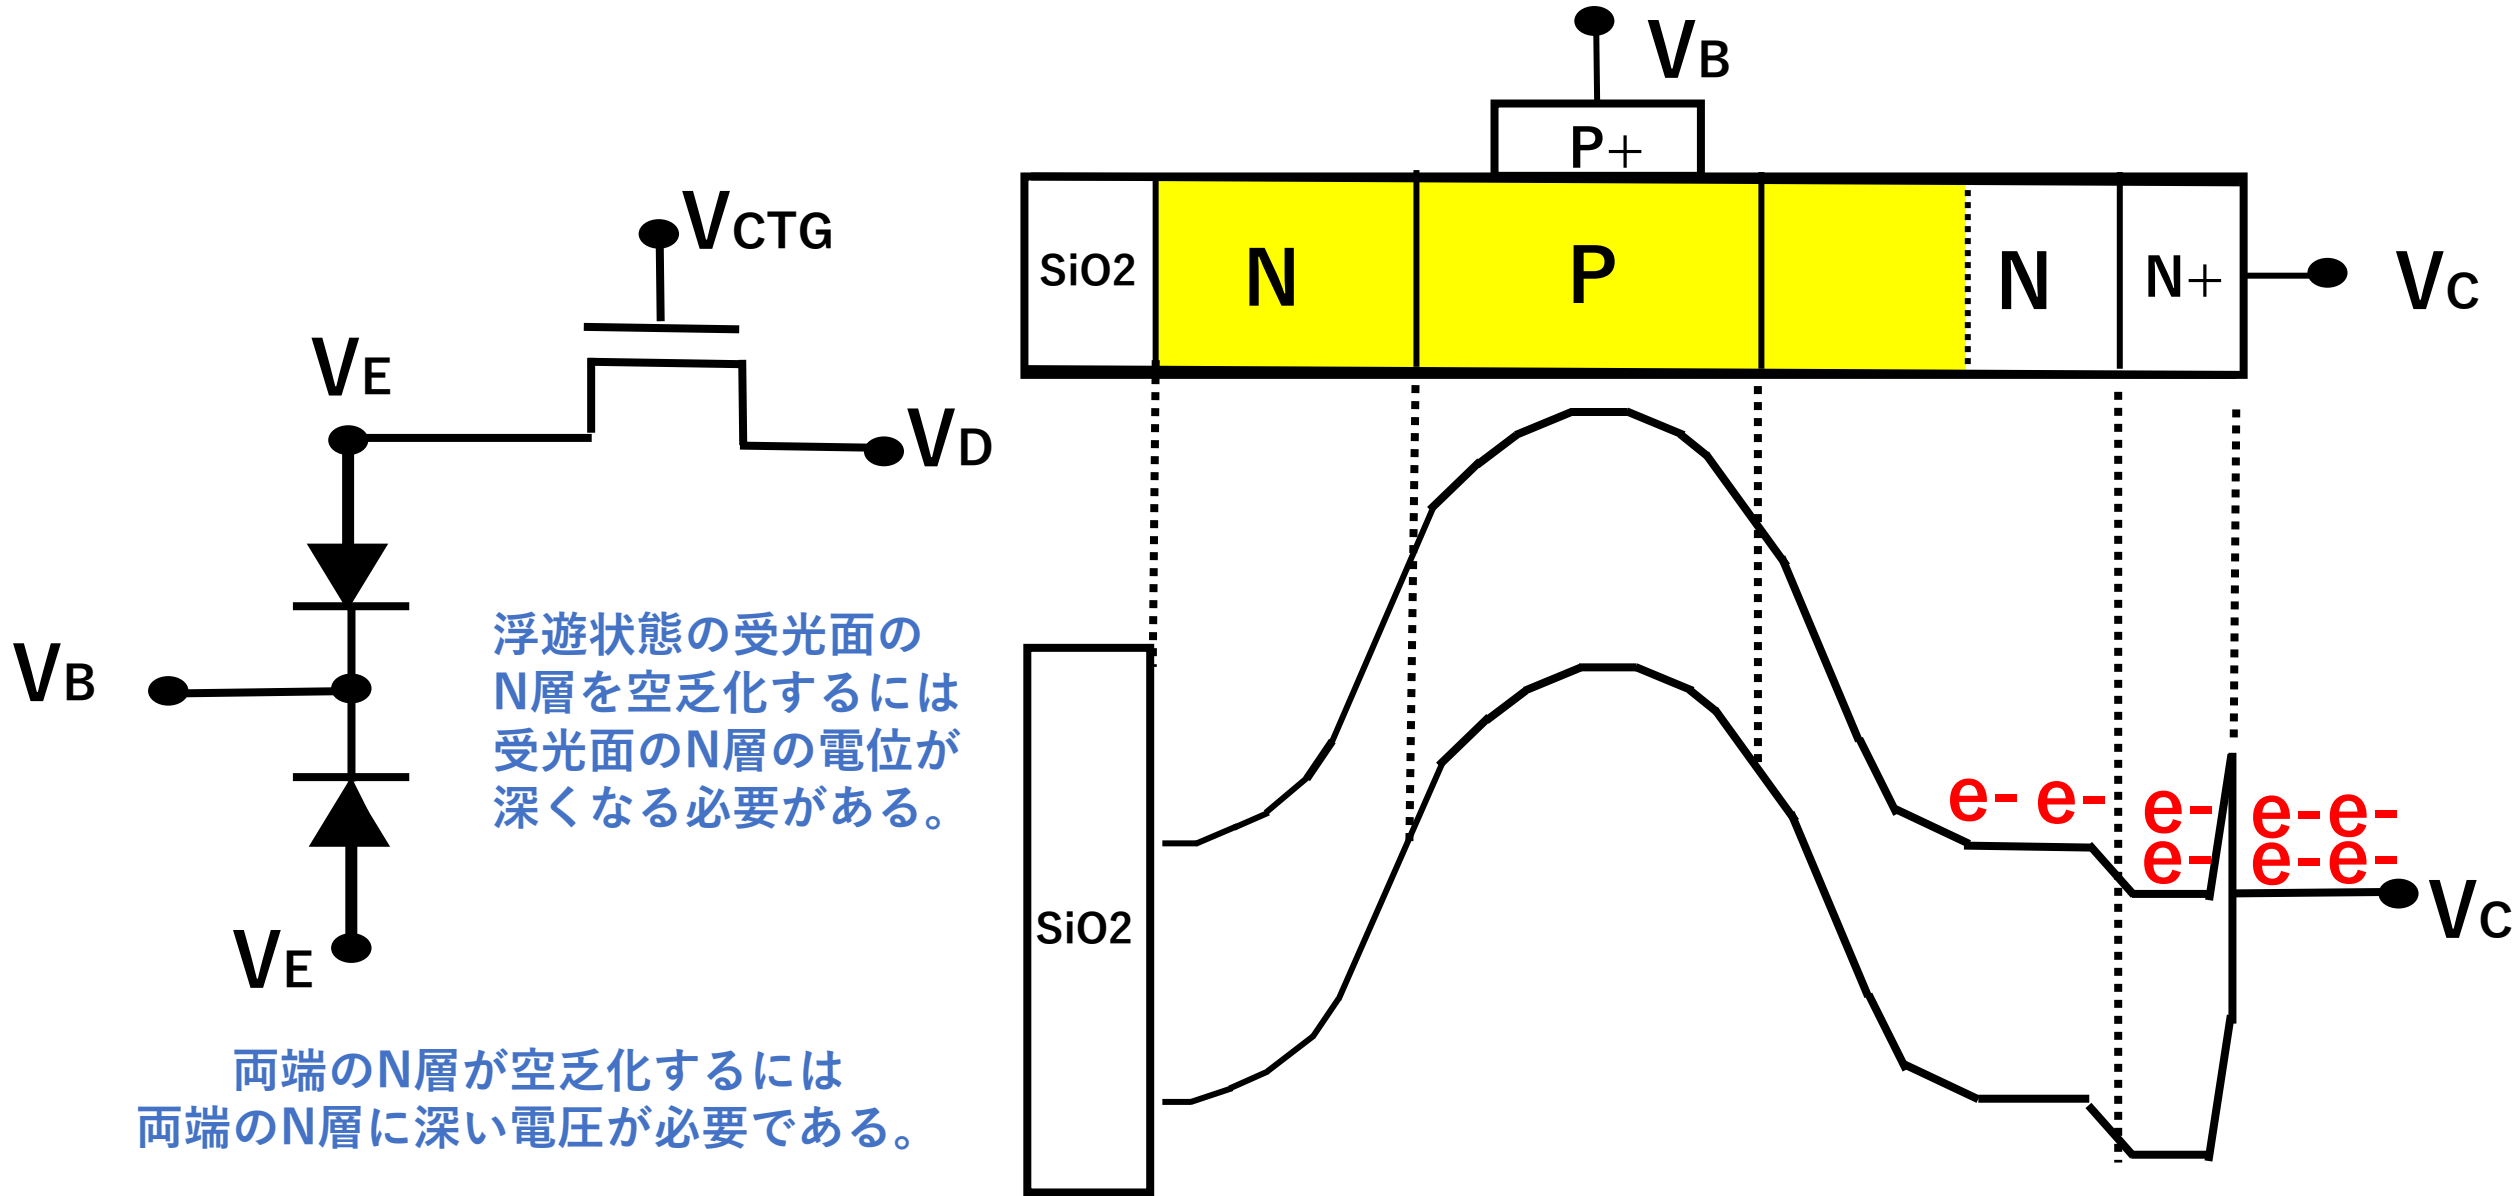 VB
P+
VCTG
SiO2
N
P
N
N+
VC
VE
VD
浮遊状態の受光面の
N層を空乏化するには
受光面のN層の電位が
深くなる必要がある。
VB
e-
e-
e-
e-
e-
e-
e-
e-
VC
SiO2
VE
両端のN層が空乏化するには
両端のN層に深い電圧が必要である。